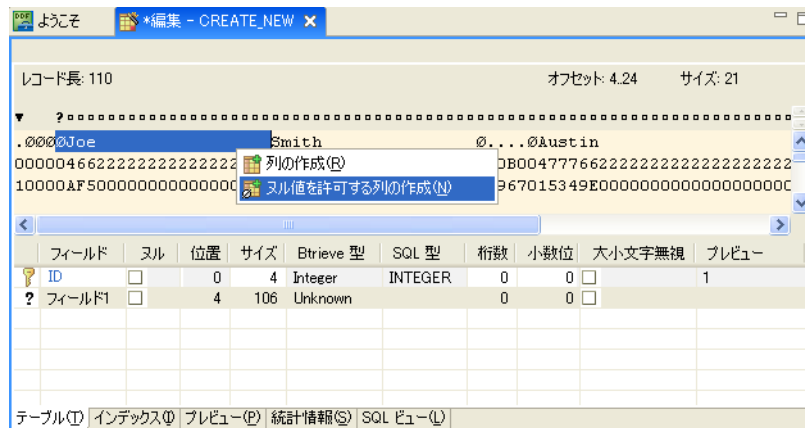 ようこそ
*編集 - CREATE_NEW
レコード長: 110 オフセット: 4..24 サイズ: 21
.ØØØØJoe Smith Ø....ØAustin
列の作成(R)
ヌル値を許可する列の作成(N)
フィールド ヌル 位置 サイズ Btrieve 型 SQL 型 桁数 小数位 大小文字無視 プレビュー
ID 0 4 Integer INTEGER 0 0 1
? フィールド1 4 106 Unknown 0 0
テーブル(T) インデックス(I) プレビュー(P) 統計情報(S) SQL ビュー(L)